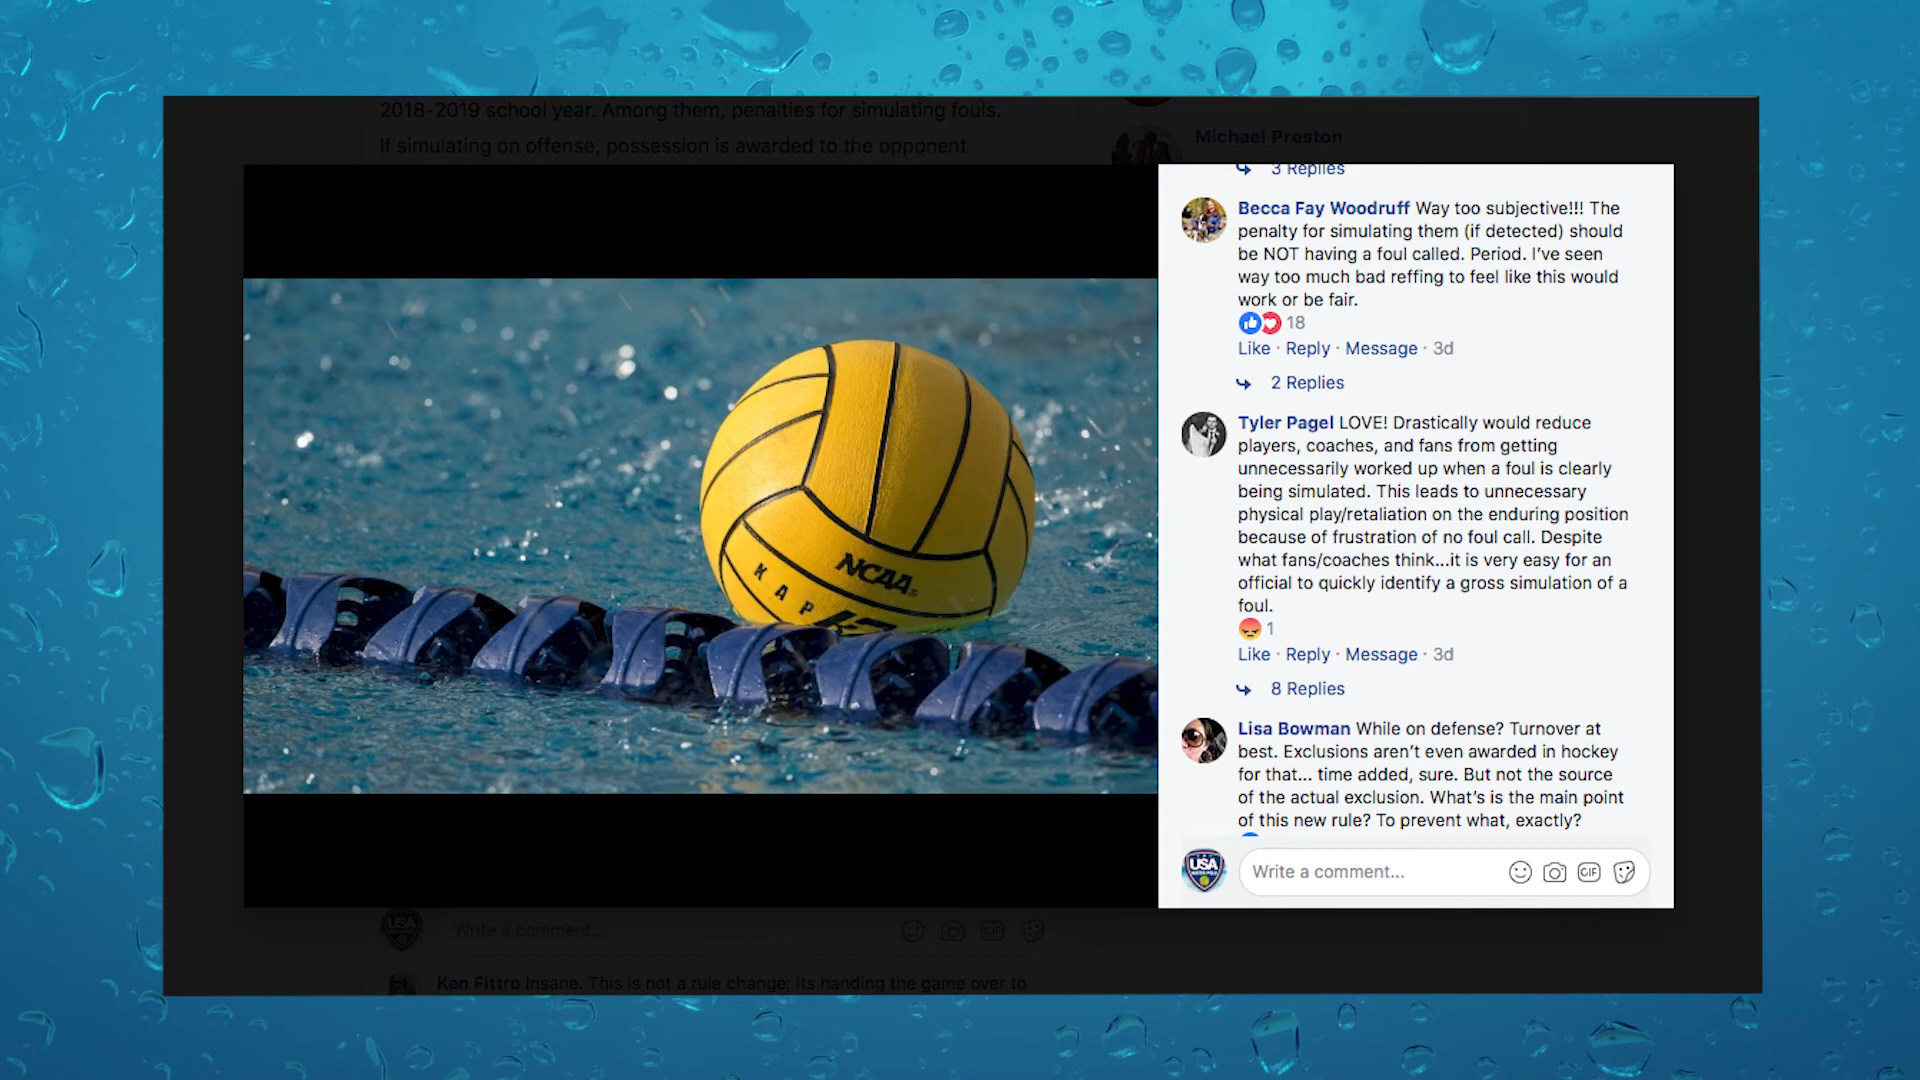 2018-2019 school year. Among them, penalties for simulating fouls.
If simulating on offense, possession is awarded to the opponent
Michael Preston
3 Replies
Becca Fay Woodruff Way too subjective!!! The
penalty for simulating them (if detected) should
be NOT having a foul called. Period. I've seen
way too much bad reffing to feel like this would
work or be fair.
18
Like · Reply · Message · 3d
2 Replies
Tyler Pagel LOVE! Drastically would reduce
players, coaches, and fans from getting
unnecessarily worked up when a foul is clearly
being simulated. This leads to unnecessary
physical play/retaliation on the enduring position
because of frustration of no foul call. Despite
what fans/coaches think...it is very easy for an
official to quickly identify a gross simulation of a
foul.
1
Like · Reply · Message · 3d
8 Replies
Lisa Bowman While on defense? Turnover at
best. Exclusions aren't even awarded in hockey
for that... time added, sure. But not the source
of the actual exclusion. What's is the main point
of this new rule? To prevent what, exactly?
USA
Write a comment...
GIF
NCAA
KAP
USA
Write a comment...
GIF
Ken Fittro Insane. This is not a rule change; its handing the game over to